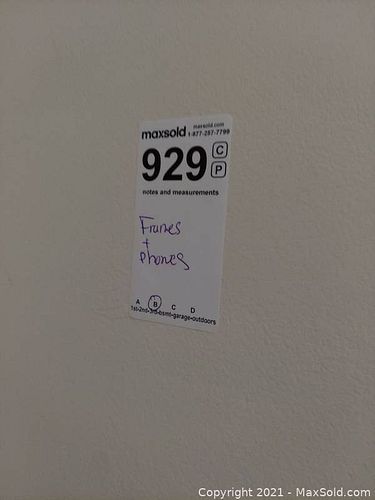 maxsold maxsold.com
1-877-257-7799
929 C
P
notes and measurements
Frames
+
phones
A B C D
1st-2nd-3rd-bsmt-garage-outdoors
Copyright 2021 - MaxSold.com